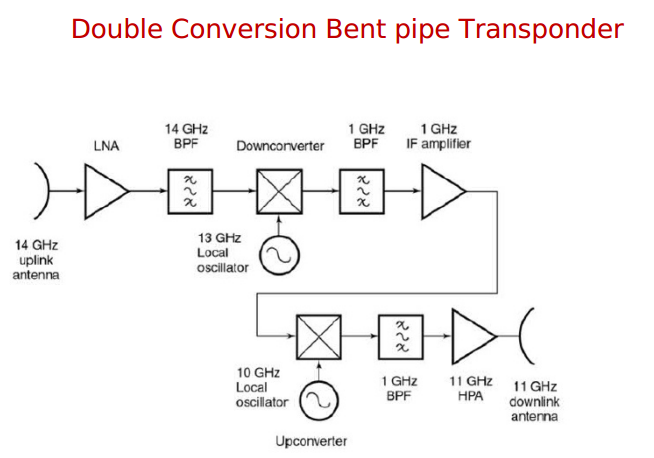 Double Conversion Bent pipe Transponder
LNA
14 GHz
BPF
Downconverter
1 GHz
BPF
1 GHz
IF amplifier
14 GHz
uplink
antenna
13 GHz
Local
oscillator
10 GHz
Local
oscillator
1 GHz
BPF
11 GHz
HPA
11 GHz
downlink
antenna
Upconverter